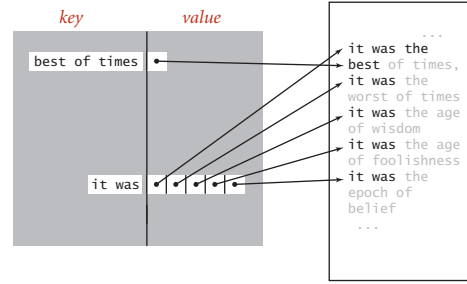 key value
best of times
it was
...
it was the
best of times,
it was the
worst of times
it was the age
of wisdom
it was the age
of foolishness
it was the
epoch of
belief
...